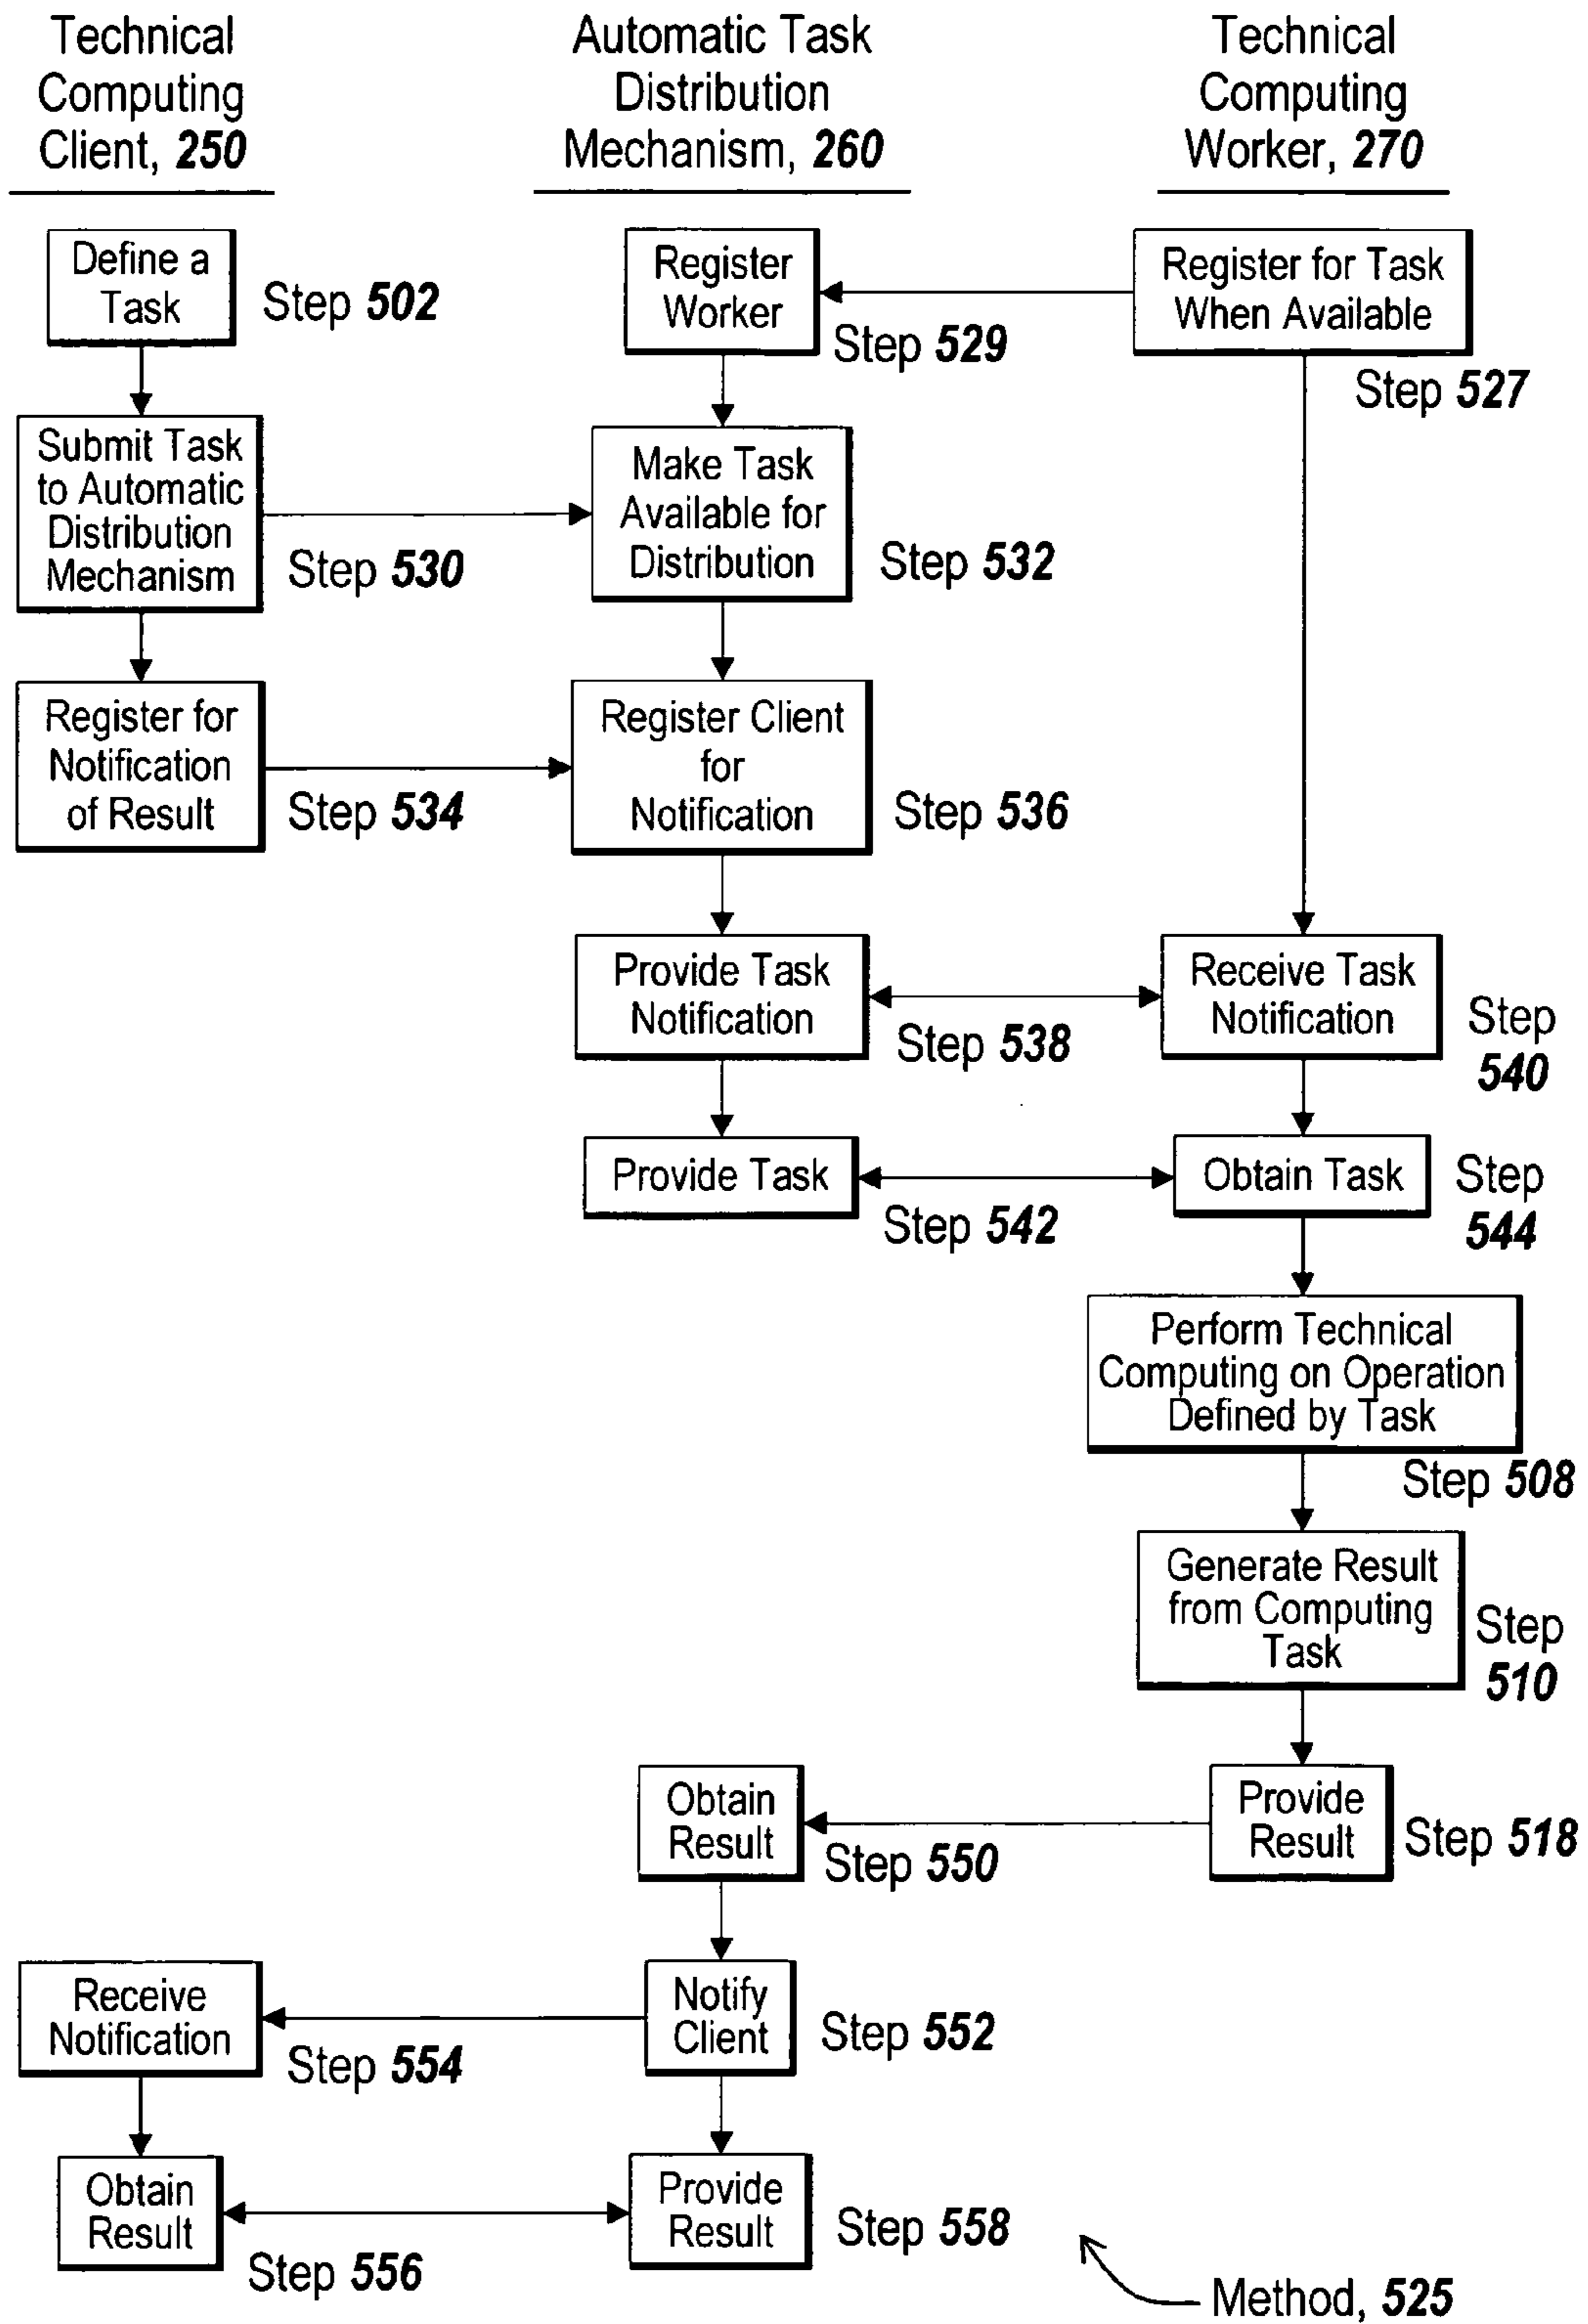 Technical
Computing
Client, 250
Automatic Task
Distribution
Mechanism, 260
Technical
Computing
Worker, 270
Define a
Task
Step 502
Register
Worker
Step 529
Register for Task
When Available
Step 527
Submit Task
to Automatic
Distribution
Mechanism
Step 530
Make Task
Available for
Distribution
Step 532
Register for
Notification
of Result
Step 534
Register Client
for
Notification
Step 536
Provide Task
Notification
Step 538
Receive Task
Notification
Step
540
Provide Task
Step 542
Obtain Task
Step
544
Perform Technical
Computing on Operation
Defined by Task
Step 508
Generate Result
from Computing
Task
Step
510
Obtain
Result
Step 550
Provide
Result
Step 518
Receive
Notification
Step 554
Notify
Client
Step 552
Obtain
Result
Step 556
Provide
Result
Step 558
Method, 525